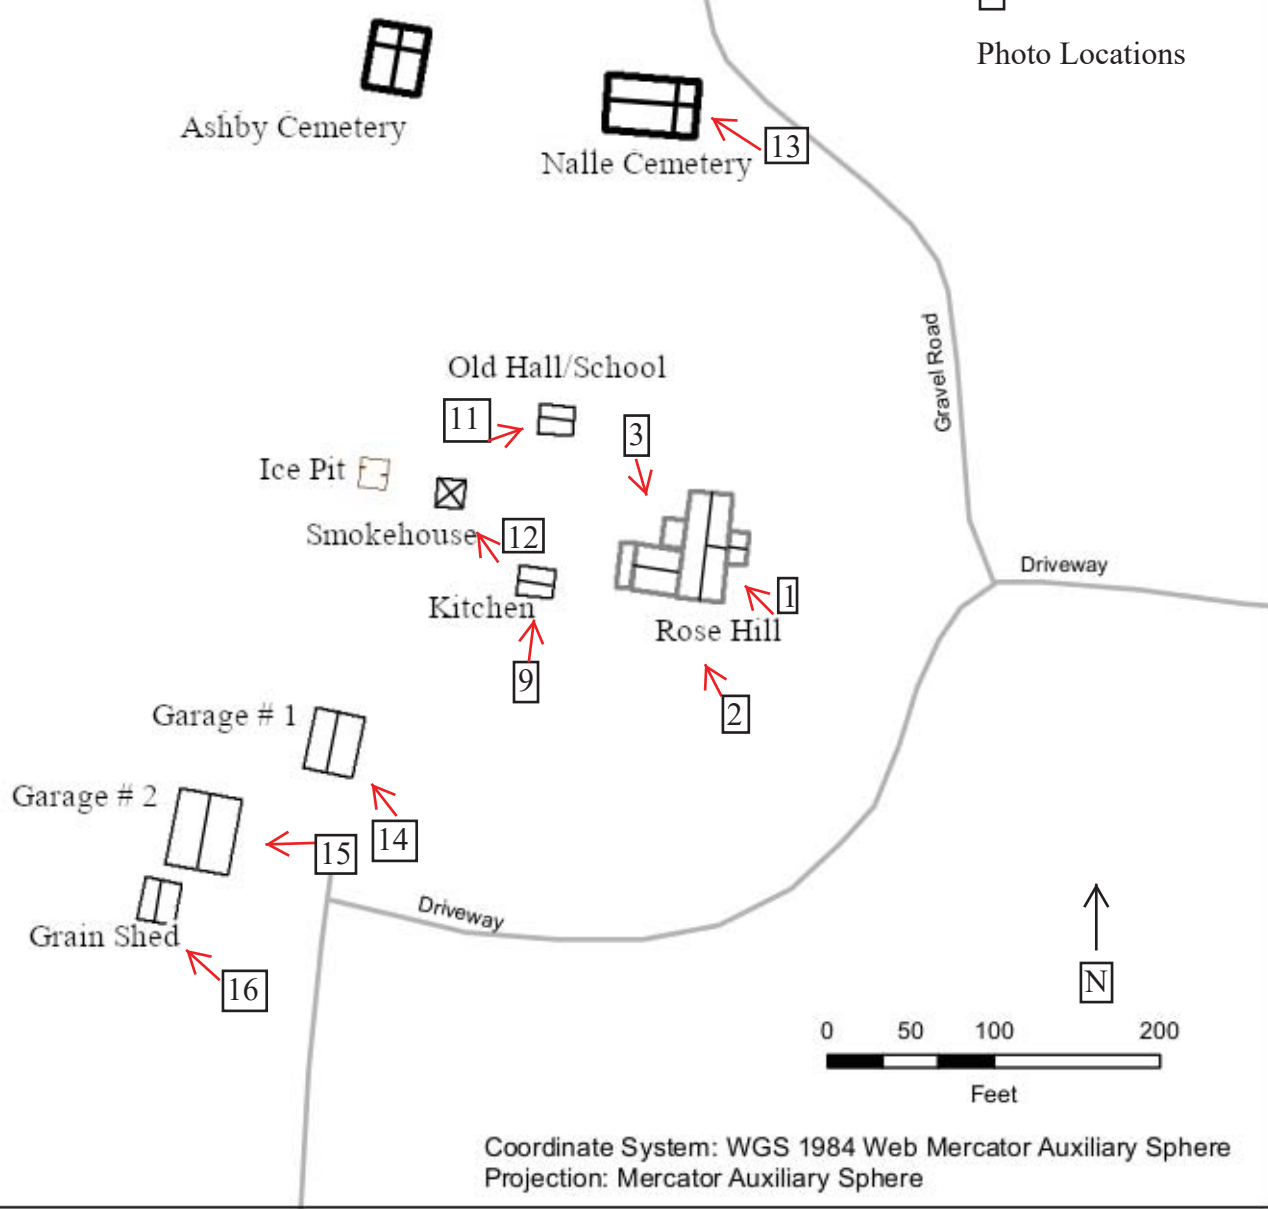 Photo Locations
Ashby Cemetery
Nalle Cemetery
13
Gravel Road
Old Hall/School
11
3
Ice Pit
Smokehouse
12
Driveway
Kitchen
1
Rose Hill
9
2
Garage # 1
Garage # 2
14
15
Driveway
Grain Shed
16
N
0 50 100 200
Feet
Coordinate System: WGS 1984 Web Mercator Auxiliary Sphere
Projection: Mercator Auxiliary Sphere